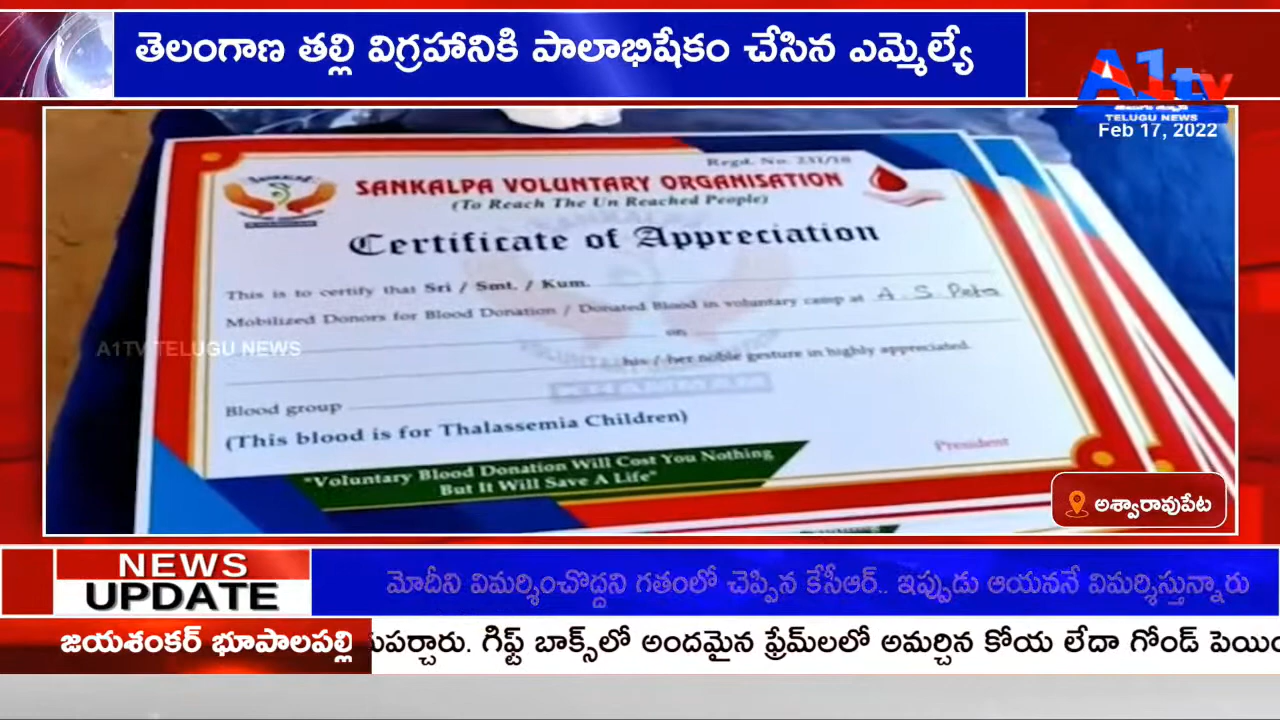 తెలంగాణ తల్లి విగ్రహానికి పాలాభిషేకం చేసిన ఎమ్మెల్యే
A1tv
TELUGU NEWS
Feb 17, 2022
Regd. No. 231/10
SANKALPA VOLUNTARY ORGANISATION
(To Reach The Un Reached People)
Certificate of Appreciation
This is to certify that Sri / Smt. / Kum.
Mobilized Donors for Blood Donation / Donated Blood in voluntary camp at A. S. Peta
on
his / her noble gesture in highly appreciated.
KHAMMAM
Blood group
(This blood is for Thalassemia Children)
President
"Voluntary Blood Donation Will Cost You Nothing
But It Will Save A Life"
A1TV TELUGU NEWS
అశ్వారావుపేట
NEWS
UPDATE
మోదీని విమర్శించొద్దని గతంలో చెప్పిన కేసీఆర్.. ఇప్పుడు ఆయననే విమర్శిస్తున్నారు
జయశంకర్ భూపాలపల్లి
పర్చారు. గిఫ్ట్ బాక్స్‌లో అందమైన ఫ్రేమ్‌లలో అమర్చిన కోయ లేదా గోండ్ పెయిం